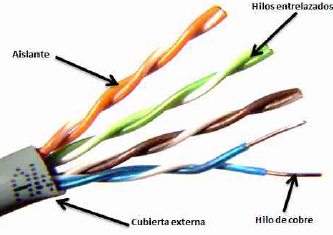 Hilos entrelazados
Aislante
Cubierta externa
Hilo de cobre